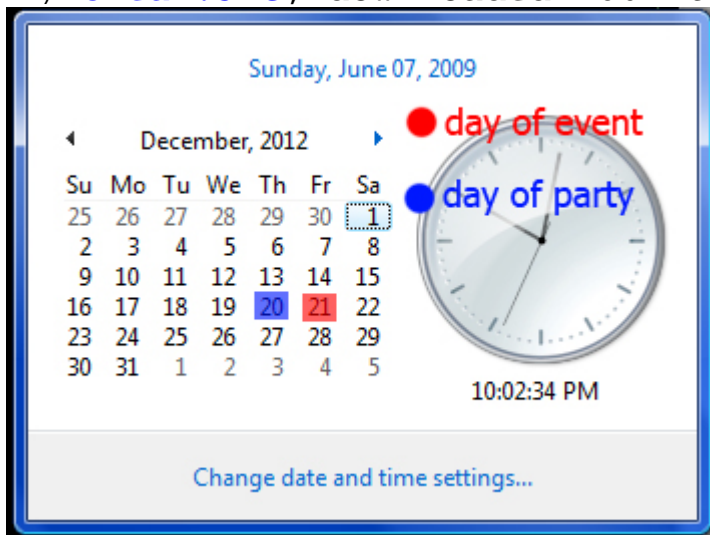 Sunday, June 07, 2009
December, 2012
day of event
Su Mo Tu We Th Fr Sa
day of party
25 26 27 28 29 30 1
2 3 4 5 6 7 8
9 10 11 12 13 14 15
16 17 18 19 20 21 22
23 24 25 26 27 28 29
30 31 1 2 3 4 5
10:02:34 PM
Change date and time settings...